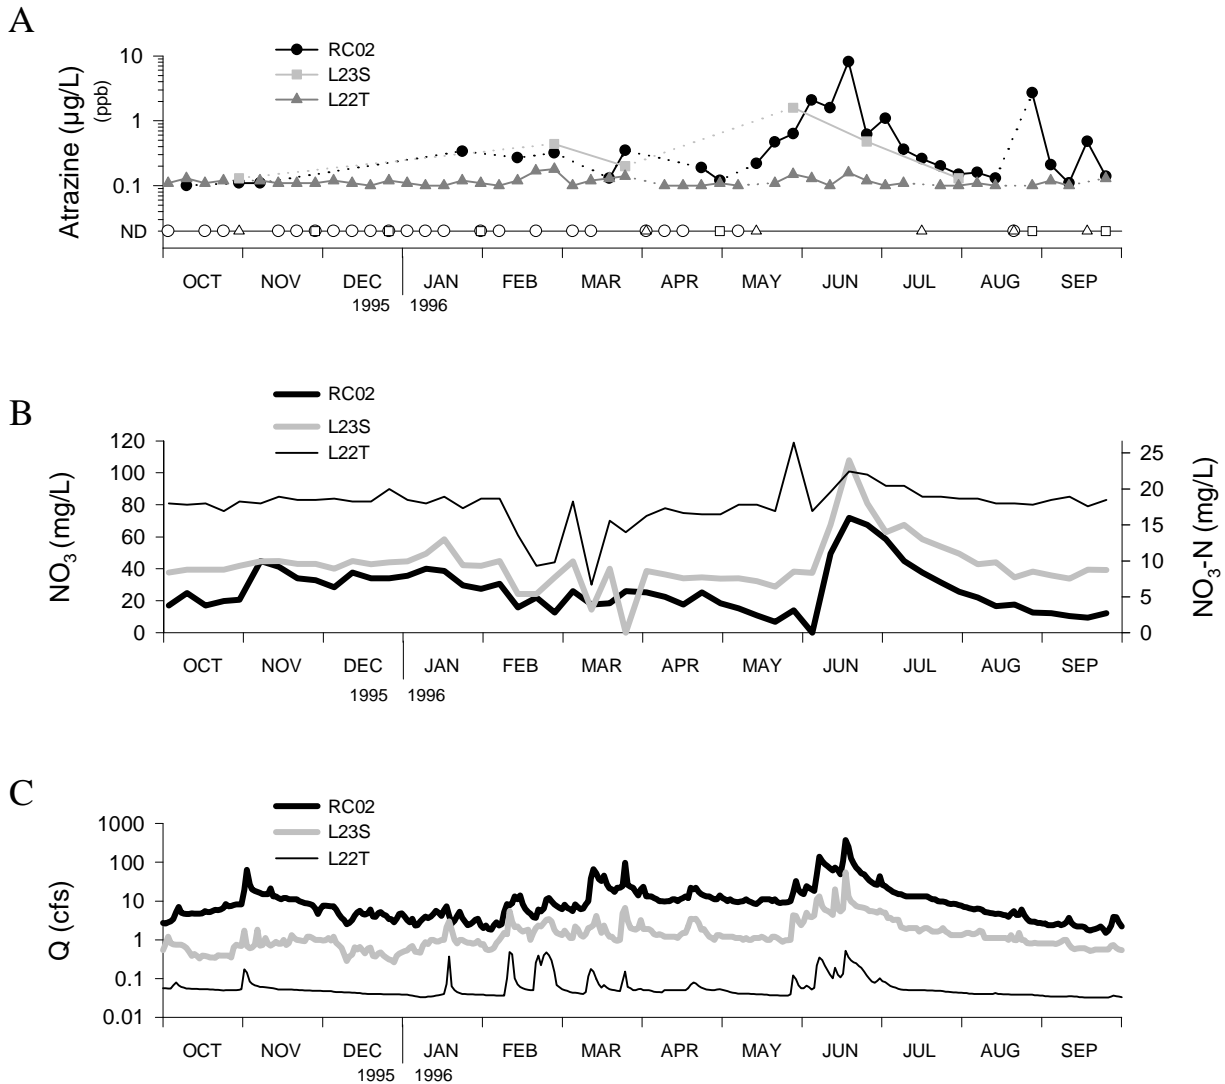 A
RC02
L23S
L22T
Atrazine (µg/L)
(ppb)
10
1
0.1
ND
OCT NOV DEC JAN FEB MAR APR MAY JUN JUL AUG SEP
1995 1996
B
RC02
L23S
L22T
NO3 (mg/L)
120
100
80
60
40
20
0
25
20
15
10
5
0
NO3-N (mg/L)
OCT NOV DEC JAN FEB MAR APR MAY JUN JUL AUG SEP
1995 1996
C
RC02
L23S
L22T
Q (cfs)
1000
100
10
1
0.1
0.01
OCT NOV DEC JAN FEB MAR APR MAY JUN JUL AUG SEP
1995 1996